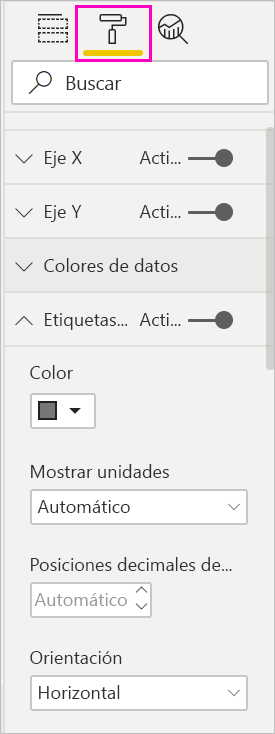 Buscar
Eje X Acti...
Eje Y Acti...
Colores de datos
Etiquetas... Acti...
Color
Mostrar unidades
Automático
Posiciones decimales de...
Automático
Orientación
Horizontal